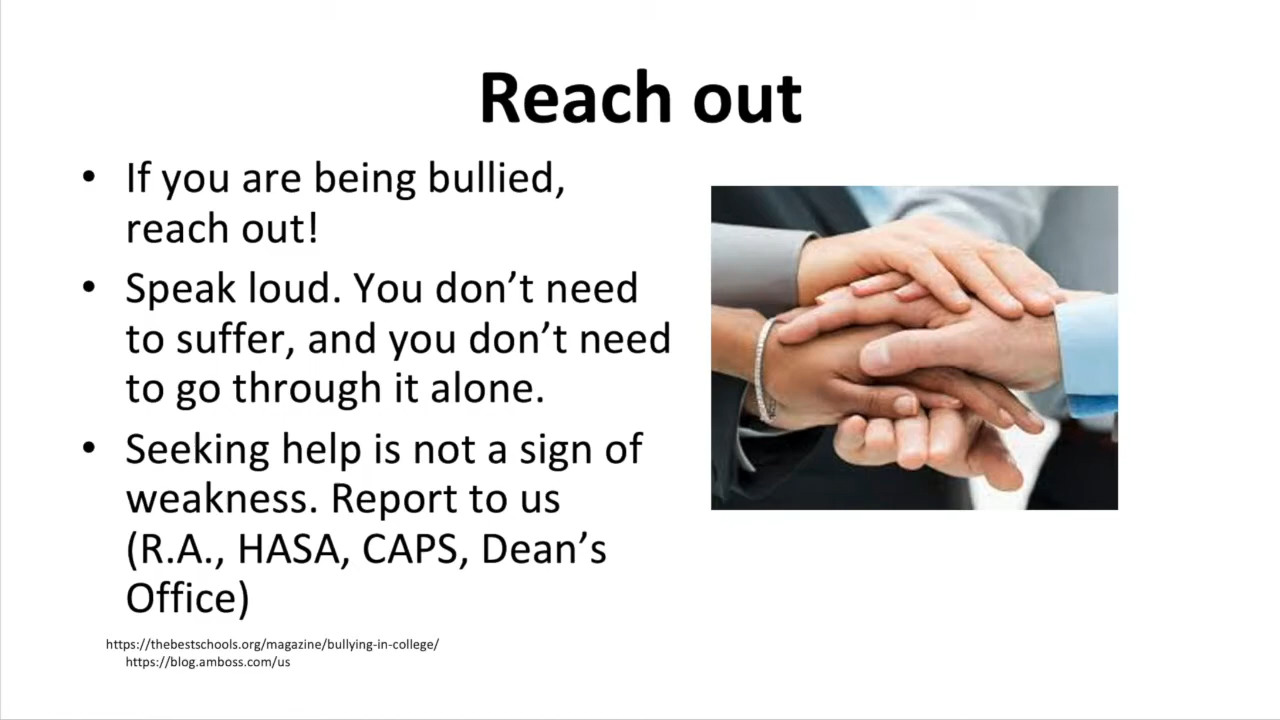 Reach out
• If you are being bullied,
reach out!
• Speak loud. You don’t need
to suffer, and you don’t need
to go through it alone.
• Seeking help is not a sign of
weakness. Report to us
(R.A., HASA, CAPS, Dean’s
Office)
https://thebestschools.org/magazine/bullying-in-college/
https://blog.amboss.com/us